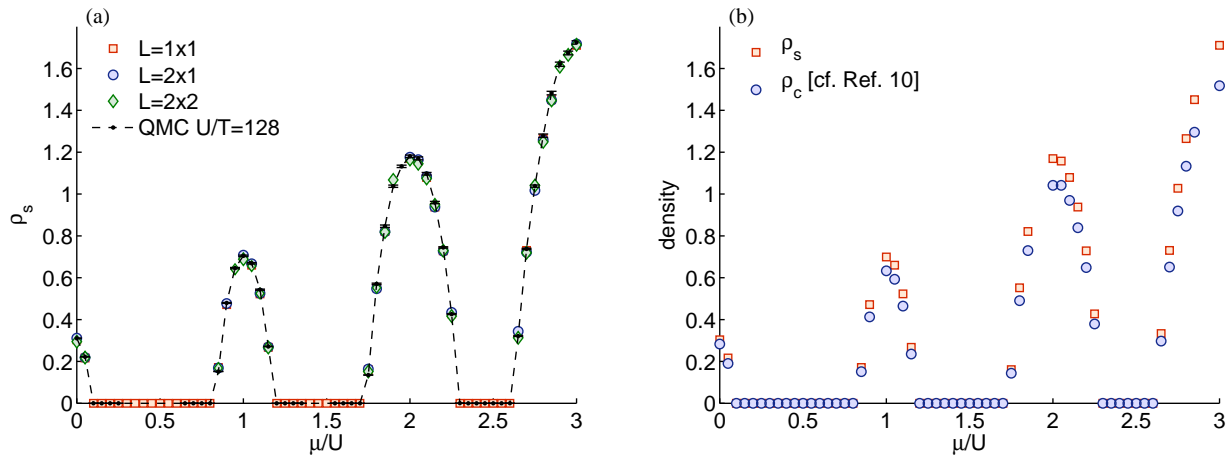 (a)
L=1x1
L=2x1
L=2x2
QMC U/T=128
ρs
1.6
1.4
1.2
1
0.8
0.6
0.4
0.2
0
0 0.5 1 1.5 2 2.5 3
μ/U
(b)
ρs
ρc [cf. Ref. 10]
density
1.6
1.4
1.2
1
0.8
0.6
0.4
0.2
0
0 0.5 1 1.5 2 2.5 3
μ/U